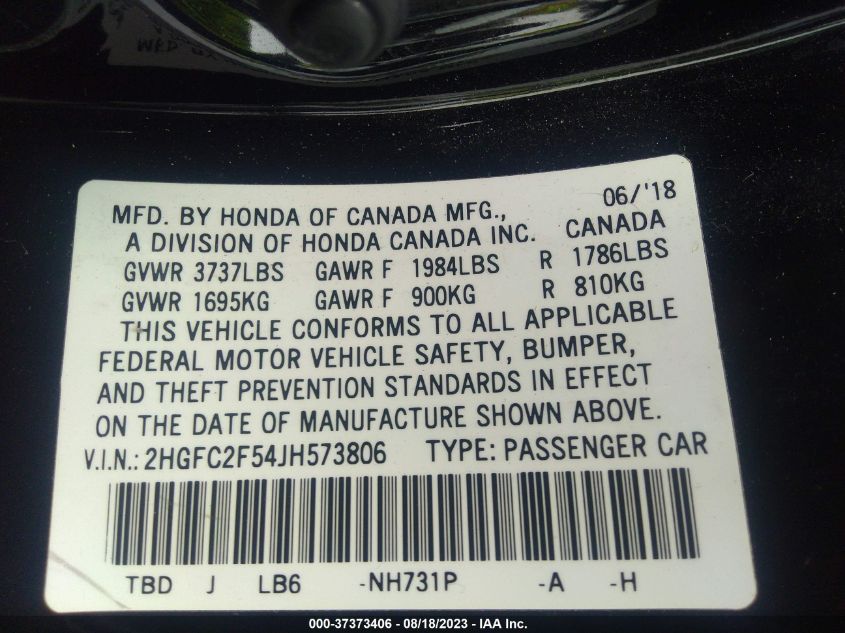 MFD. BY HONDA OF CANADA MFG., 06/'18
A DIVISION OF HONDA CANADA INC. CANADA
GVWR 3737LBS GAWR F 1984LBS R 1786LBS
GVWR 1695KG GAWR F 900KG R 810KG
THIS VEHICLE CONFORMS TO ALL APPLICABLE
FEDERAL MOTOR VEHICLE SAFETY, BUMPER,
AND THEFT PREVENTION STANDARDS IN EFFECT
ON THE DATE OF MANUFACTURE SHOWN ABOVE.
V.I.N.: 2HGFC2F54JH573806 TYPE: PASSENGER CAR
TBD J LB6 -NH731P -A -H
000-37373406 - 08/18/2023 - IAA Inc.